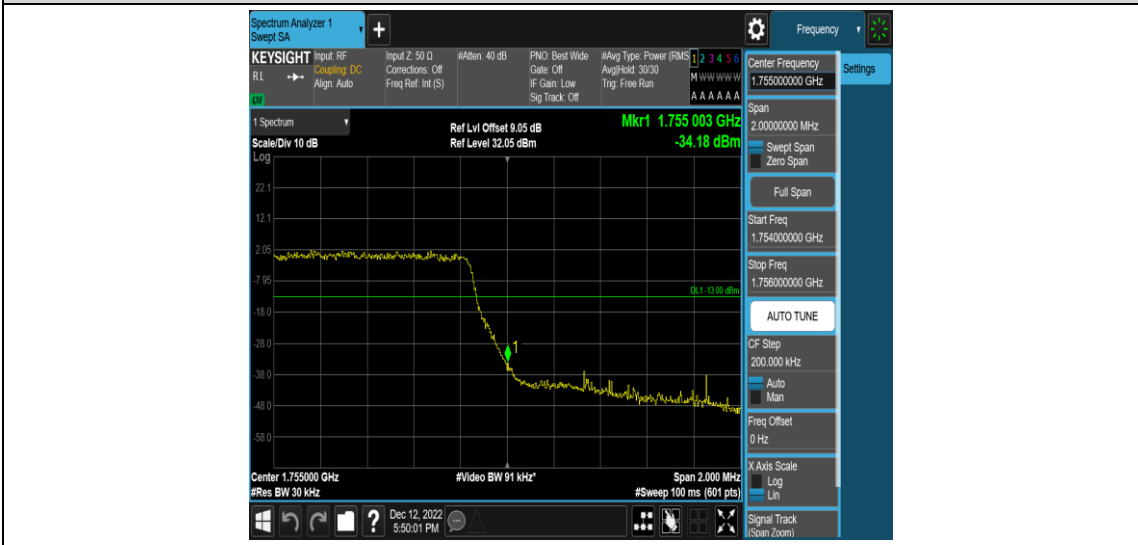 Spectrum Analyzer 1
Swept SA
+
Frequency
KEYSIGHT
RL
LXI
Input: RF
Coupling: DC
Align: Auto
Input Z: 50 Ω
Corrections: Off
Freq Ref: Int (S)
#Atten: 40 dB
PNO: Best Wide
Gate: Off
IF Gain: Low
Sig Track: Off
#Avg Type: Power (RMS
Avg|Hold: 30/30
Trig: Free Run
1 2 3 4 5 6
M W W W W W
A A A A A A
1 Spectrum
Scale/Div 10 dB
Log
Ref Lvl Offset 9.05 dB
Ref Level 32.05 dBm
Mkr1 1.755 003 GHz
-34.18 dBm
22.1
12.1
2.05
-7.95
-18.0
-28.0
-38.0
-48.0
-58.0
DL1 -13.00 dBm
1
Center 1.755000 GHz
#Res BW 30 kHz
#Video BW 91 kHz*
Span 2.000 MHz
#Sweep 100 ms (601 pts)
Center Frequency
1.755000000 GHz
Settings
Span
2.00000000 MHz
Swept Span
Zero Span
Full Span
Start Freq
1.754000000 GHz
Stop Freq
1.756000000 GHz
AUTO TUNE
CF Step
200.000 kHz
Auto
Man
Freq Offset
0 Hz
X Axis Scale
Log
Lin
Signal Track
(Span Zoom)
?
Dec 12, 2022
5:50:01 PM